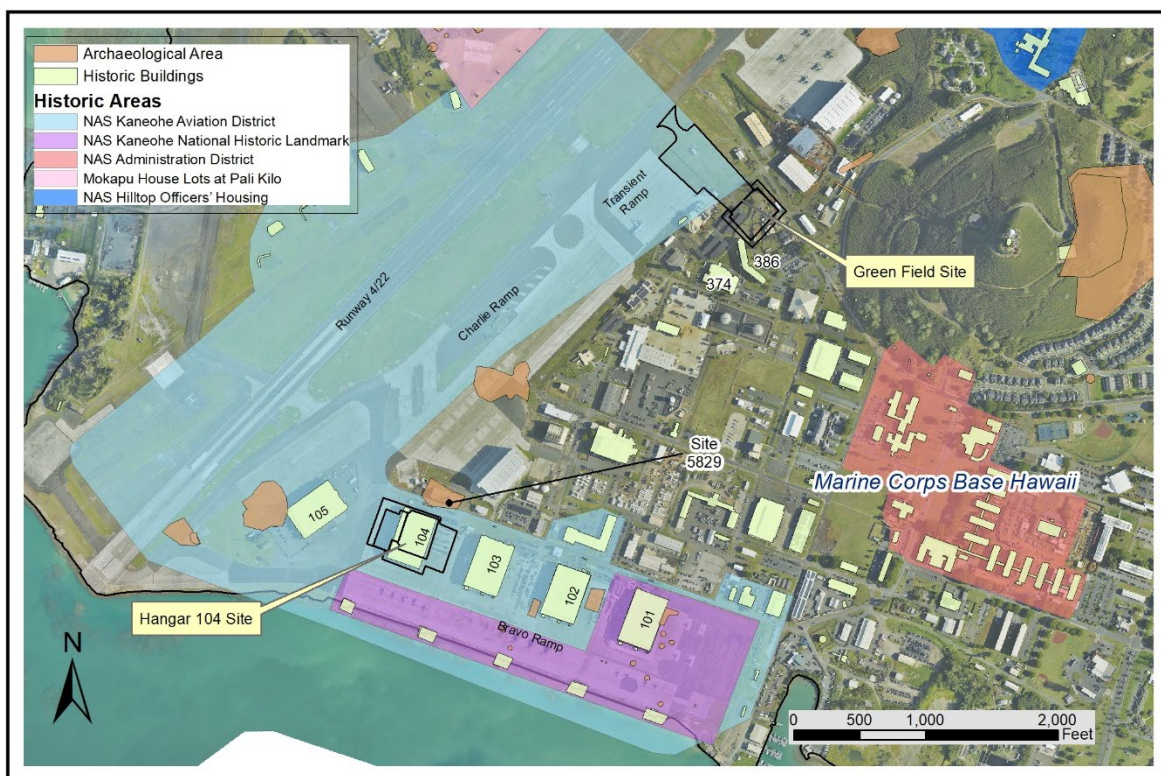 Archaeological Area
Historic Buildings
Historic Areas
NAS Kaneohe Aviation District
NAS Kaneohe National Historic Landmark
NAS Administration District
Mokapu House Lots at Pali Kilo
NAS Hilltop Officers' Housing
Transient
Ramp
Green Field Site
386
374
Runway 4/22
Charlie Ramp
Site
5829
Marine Corps Base Hawaii
105
104
103
102
101
Hangar 104 Site
Bravo Ramp
N
0 500 1,000 2,000
Feet